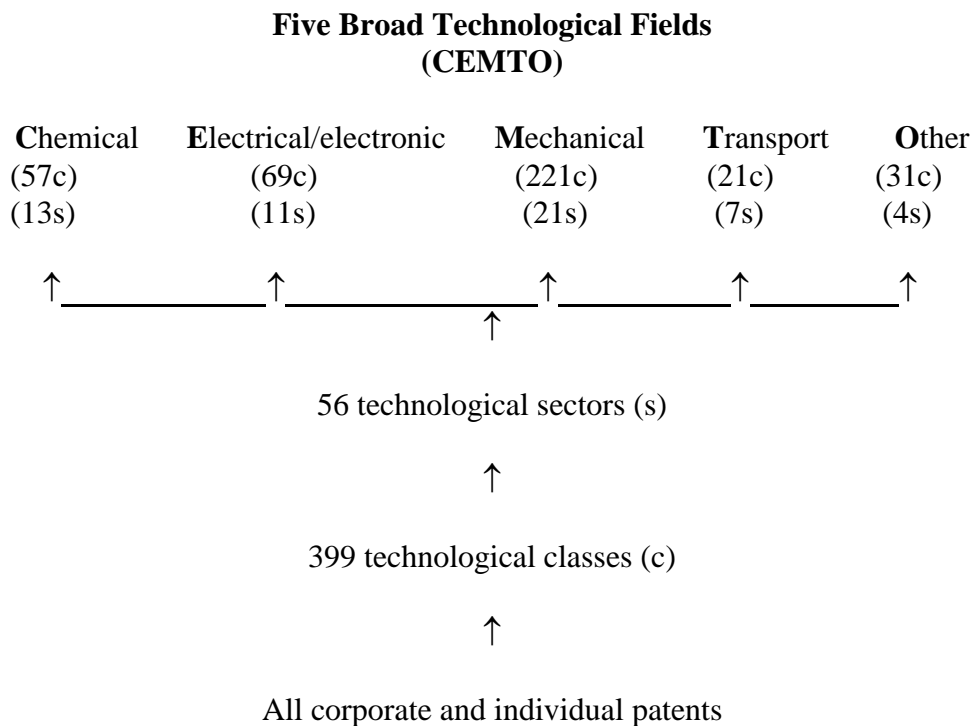 Five Broad Technological Fields
(CEMTO)
Chemical Electrical/electronic Mechanical Transport Other
(57c) (69c) (221c) (21c) (31c)
(13s) (11s) (21s) (7s) (4s)
56 technological sectors (s)
399 technological classes (c)
All corporate and individual patents